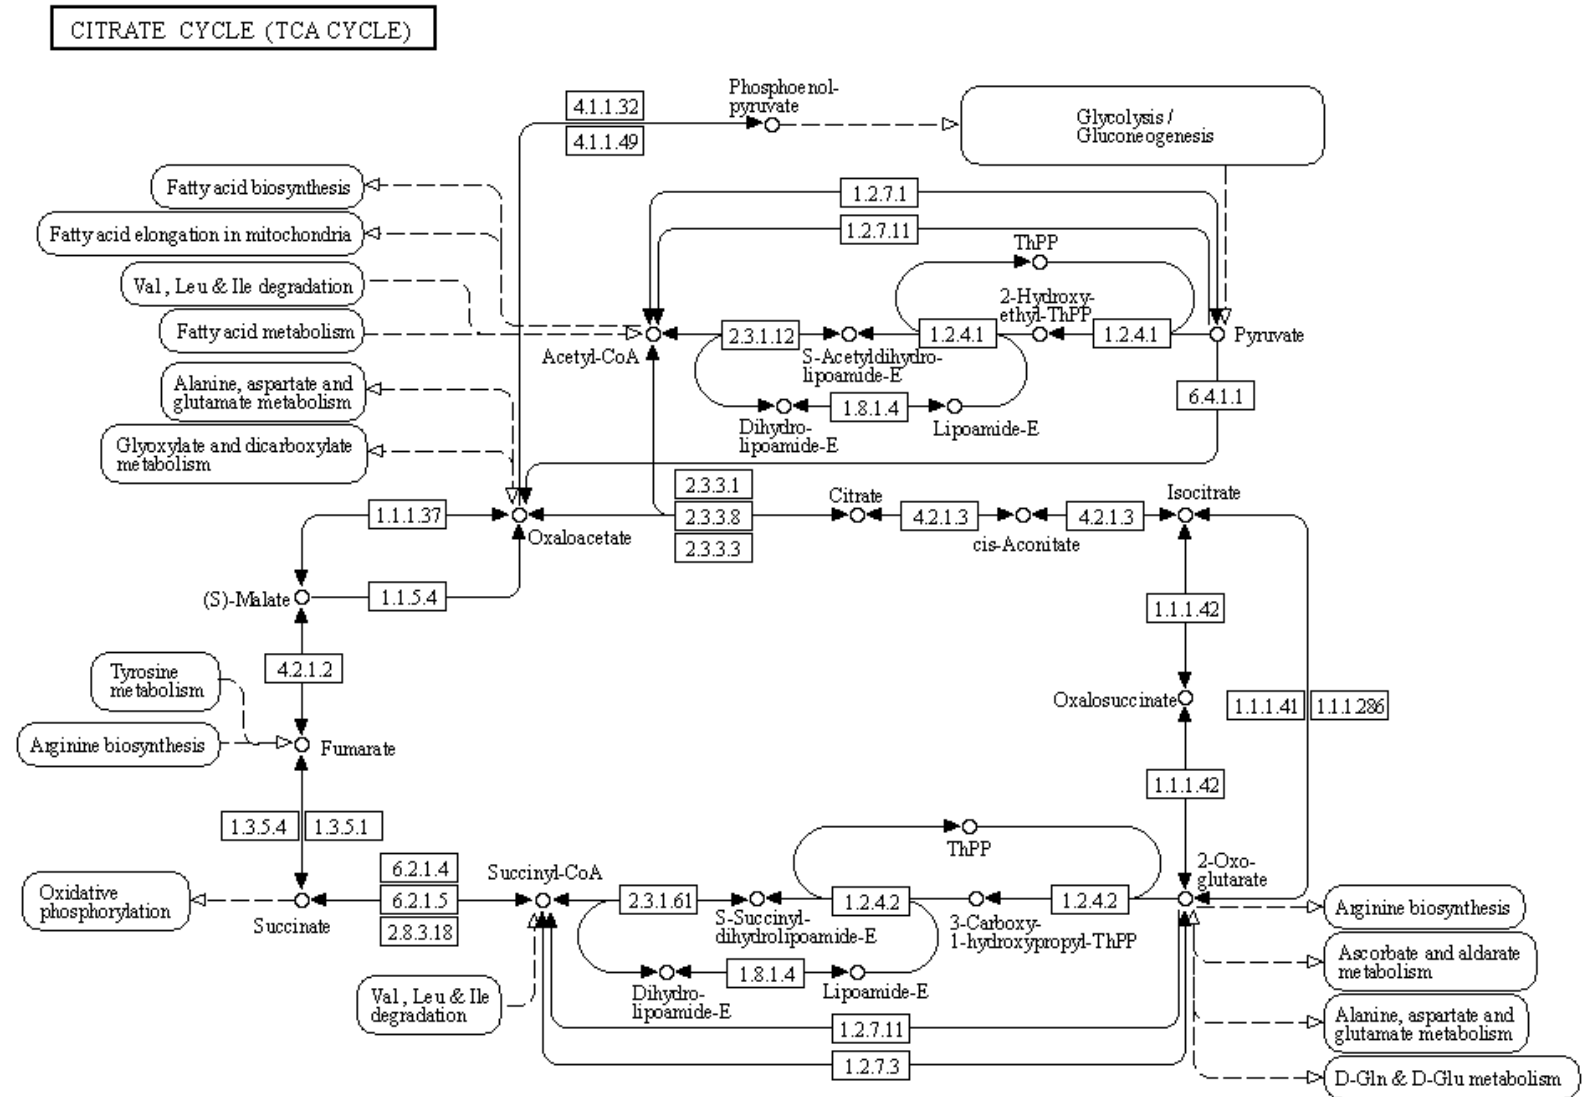 CITRATE CYCLE (TCA CYCLE)
Phosphoenol-
pyruvate
4.1.1.32
4.1.1.49
Glycolysis /
Gluconeogenesis
Fatty acid biosynthesis
Fatty acid elongation in mitochondria
Val, Leu & Ile degradation
Fatty acid metabolism
1.2.7.1
1.2.7.11
ThPP
2-Hydroxy-
ethyl-ThPP
Acetyl-CoA
2.3.1.12
S-Acetyldihydro-
lipoamide-E
1.2.4.1
1.2.4.1
Pyruvate
6.4.1.1
Alanine, aspartate and
glutamate metabolism
Glyoxylate and dicarboxylate
metabolism
Dihydro-
lipoamide-E
1.8.1.4
Lipoamide-E
1.1.1.37
Oxaloacetate
2.3.3.1
2.3.3.8
2.3.3.3
Citrate
4.2.1.3
cis-Aconitate
4.2.1.3
Isocitrate
(S)-Malate
1.1.5.4
1.1.1.42
Tyrosine
metabolism
4.2.1.2
Oxalosuccinate
1.1.1.41
1.1.1.286
Arginine biosynthesis
Fumarate
1.1.1.42
1.3.5.4
1.3.5.1
ThPP
Oxidative
phosphorylation
Succinate
6.2.1.4
6.2.1.5
2.8.3.18
Succinyl-CoA
2.3.1.61
S-Succinyl-
dihydrolipoamide-E
1.2.4.2
3-Carboxy-
1-hydroxypropyl-ThPP
1.2.4.2
2-Oxo-
glutarate
Arginine biosynthesis
Ascorbate and aldarate
metabolism
Alanine, aspartate and
glutamate metabolism
D-Gln & D-Glu metabolism
Val, Leu & Ile
degradation
Dihydro-
lipoamide-E
1.8.1.4
Lipoamide-E
1.2.7.11
1.2.7.3